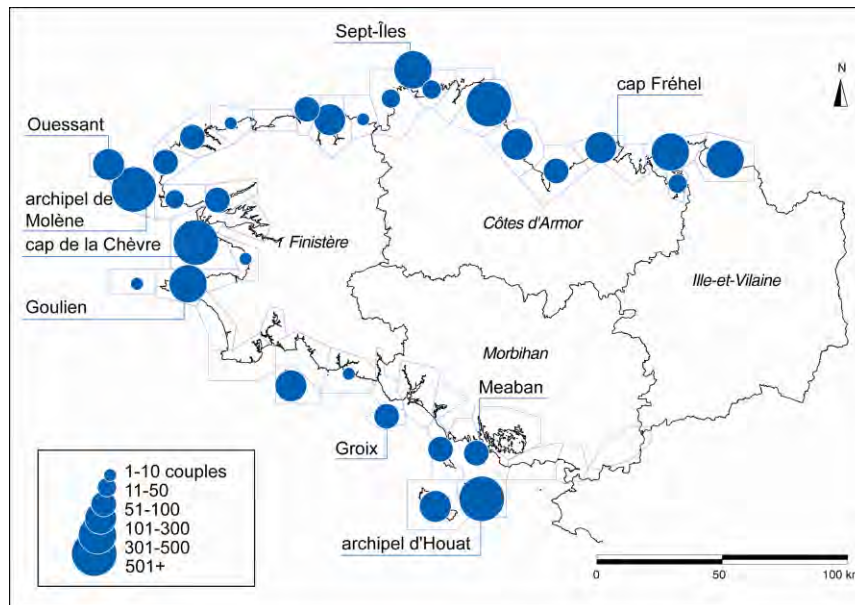 Sept-Îles
N
cap Fréhel
Ouessant
archipel de
Molène
cap de la Chèvre
Finistère
Côtes d'Armor
Ille-et-Vilaine
Goulien
Morbihan
Meaban
Groix
archipel d'Houat
1-10 couples
11-50
51-100
101-300
301-500
501+
0
50
100 km